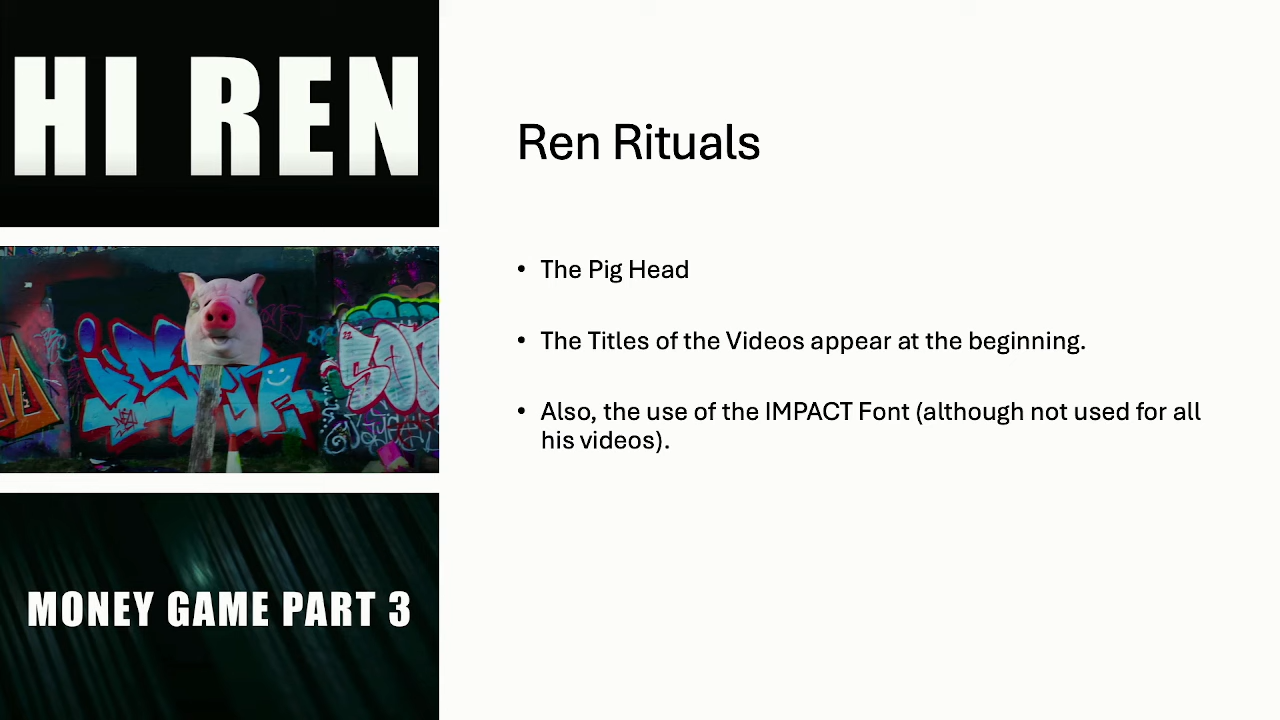 HI REN
MONEY GAME PART 3
Ren Rituals
• The Pig Head
• The Titles of the Videos appear at the beginning.
• Also, the use of the IMPACT Font (although not used for all
his videos).